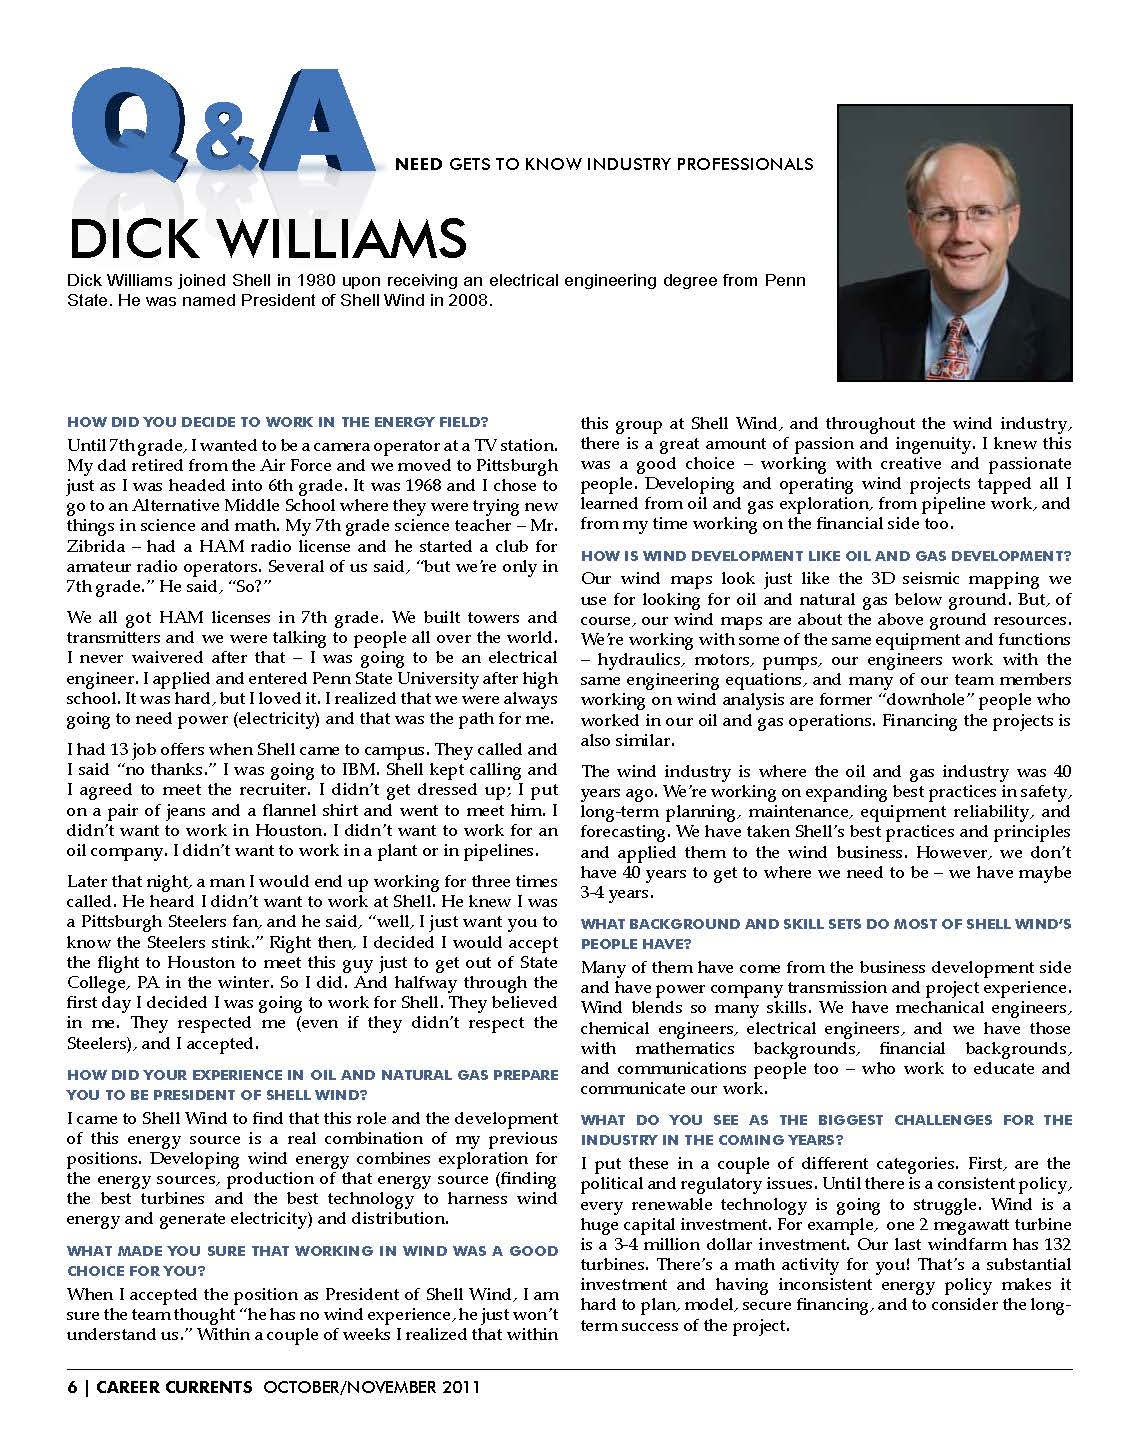 Q&A
NEED GETS TO KNOW INDUSTRY PROFESSIONALS
DICK WILLIAMS
Dick Williams joined Shell in 1980 upon receiving an electrical engineering degree from Penn
State. He was named President of Shell Wind in 2008.
HOW DID YOU DECIDE TO WORK IN THE ENERGY FIELD?
Until 7th grade, I wanted to be a camera operator at a TV station.
My dad retired from the Air Force and we moved to Pittsburgh
just as I was headed into 6th grade. It was 1968 and I chose to
go to an Alternative Middle School where they were trying new
things in science and math. My 7th grade science teacher – Mr.
Zibrida – had a HAM radio license and he started a club for
amateur radio operators. Several of us said, “but we’re only in
7th grade.” He said, “So?”
We all got HAM licenses in 7th grade. We built towers and
transmitters and we were talking to people all over the world.
I never waivered after that – I was going to be an electrical
engineer. I applied and entered Penn State University after high
school. It was hard, but I loved it. I realized that we were always
going to need power (electricity) and that was the path for me.
I had 13 job offers when Shell came to campus. They called and
I said “no thanks.” I was going to IBM. Shell kept calling and
I agreed to meet the recruiter. I didn’t get dressed up; I put
on a pair of jeans and a flannel shirt and went to meet him. I
didn’t want to work in Houston. I didn’t want to work for an
oil company. I didn’t want to work in a plant or in pipelines.
Later that night, a man I would end up working for three times
called. He heard I didn’t want to work at Shell. He knew I was
a Pittsburgh Steelers fan, and he said, “well, I just want you to
know the Steelers stink.” Right then, I decided I would accept
the flight to Houston to meet this guy just to get out of State
College, PA in the winter. So I did. And halfway through the
first day I decided I was going to work for Shell. They believed
in me. They respected me (even if they didn’t respect the
Steelers), and I accepted.
HOW DID YOUR EXPERIENCE IN OIL AND NATURAL GAS PREPARE
YOU TO BE PRESIDENT OF SHELL WIND?
I came to Shell Wind to find that this role and the development
of this energy source is a real combination of my previous
positions. Developing wind energy combines exploration for
the energy sources, production of that energy source (finding
the best turbines and the best technology to harness wind
energy and generate electricity) and distribution.
WHAT MADE YOU SURE THAT WORKING IN WIND WAS A GOOD
CHOICE FOR YOU?
When I accepted the position as President of Shell Wind, I am
sure the team thought “he has no wind experience, he just won’t
understand us.” Within a couple of weeks I realized that within
this group at Shell Wind, and throughout the wind industry,
there is a great amount of passion and ingenuity. I knew this
was a good choice – working with creative and passionate
people. Developing and operating wind projects tapped all I
learned from oil and gas exploration, from pipeline work, and
from my time working on the financial side too.
HOW IS WIND DEVELOPMENT LIKE OIL AND GAS DEVELOPMENT?
Our wind maps look just like the 3D seismic mapping we
use for looking for oil and natural gas below ground. But, of
course, our wind maps are about the above ground resources.
We’re working with some of the same equipment and functions
– hydraulics, motors, pumps, our engineers work with the
same engineering equations, and many of our team members
working on wind analysis are former “downhole” people who
worked in our oil and gas operations. Financing the projects is
also similar.
The wind industry is where the oil and gas industry was 40
years ago. We’re working on expanding best practices in safety,
long-term planning, maintenance, equipment reliability, and
forecasting. We have taken Shell’s best practices and principles
and applied them to the wind business. However, we don’t
have 40 years to get to where we need to be – we have maybe
3-4 years.
WHAT BACKGROUND AND SKILL SETS DO MOST OF SHELL WIND’S
PEOPLE HAVE?
Many of them have come from the business development side
and have power company transmission and project experience.
Wind blends so many skills. We have mechanical engineers,
chemical engineers, electrical engineers, and we have those
with mathematics backgrounds, financial backgrounds,
and communications people too – who work to educate and
communicate our work.
WHAT DO YOU SEE AS THE BIGGEST CHALLENGES FOR THE
INDUSTRY IN THE COMING YEARS?
I put these in a couple of different categories. First, are the
political and regulatory issues. Until there is a consistent policy,
every renewable technology is going to struggle. Wind is a
huge capital investment. For example, one 2 megawatt turbine
is a 3-4 million dollar investment. Our last windfarm has 132
turbines. There’s a math activity for you! That’s a substantial
investment and having inconsistent energy policy makes it
hard to plan, model, secure financing, and to consider the long-
term success of the project.
6 | CAREER CURRENTS OCTOBER/NOVEMBER 2011